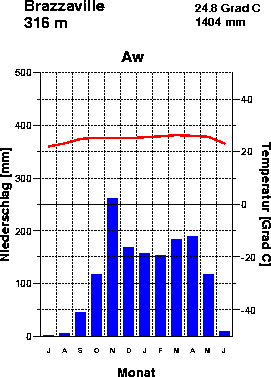 Brazzaville
316 m
24.8 Grad C
1404 mm
Aw
500
400
300
200
100
0
Niederschlag [mm]
40
20
0
-20
-40
Temperatur [Grad C]
J A S O N D J F M A M J
Monat